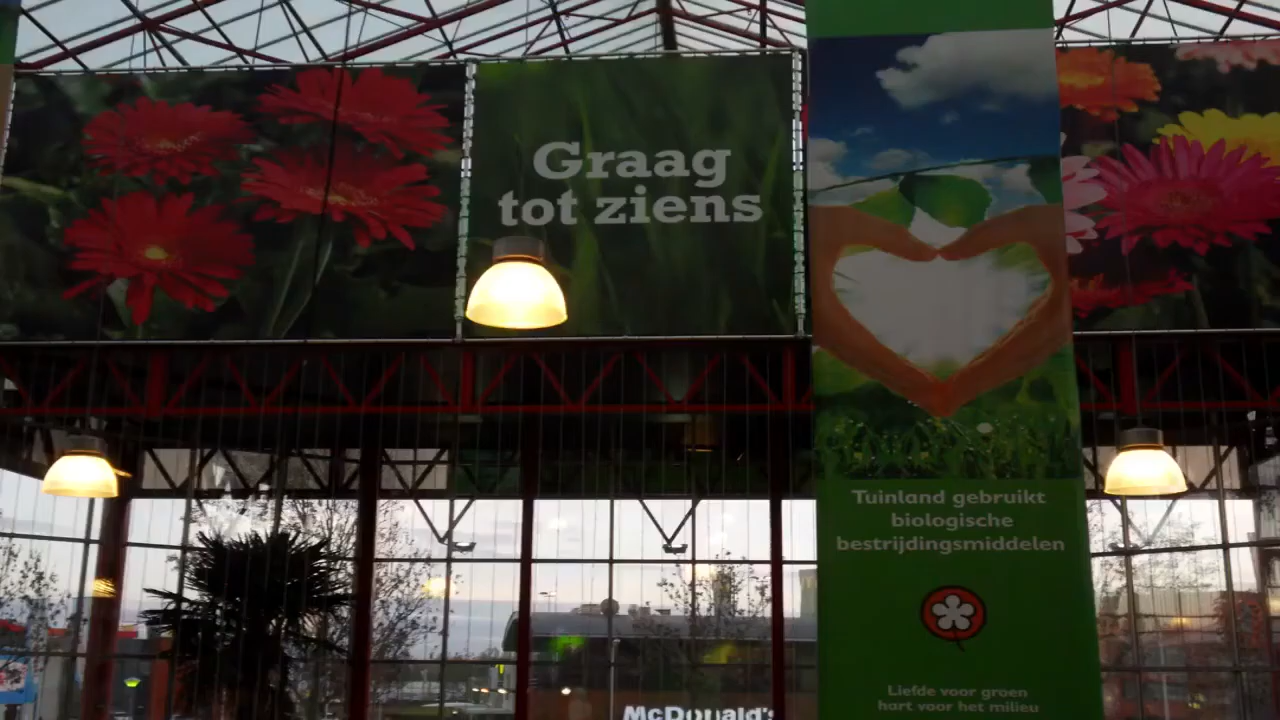 Graag
tot ziens
Tuinland gebruikt
biologische
bestrijdingsmiddelen
Liefde voor groen
hart voor het milieu
McDonald's